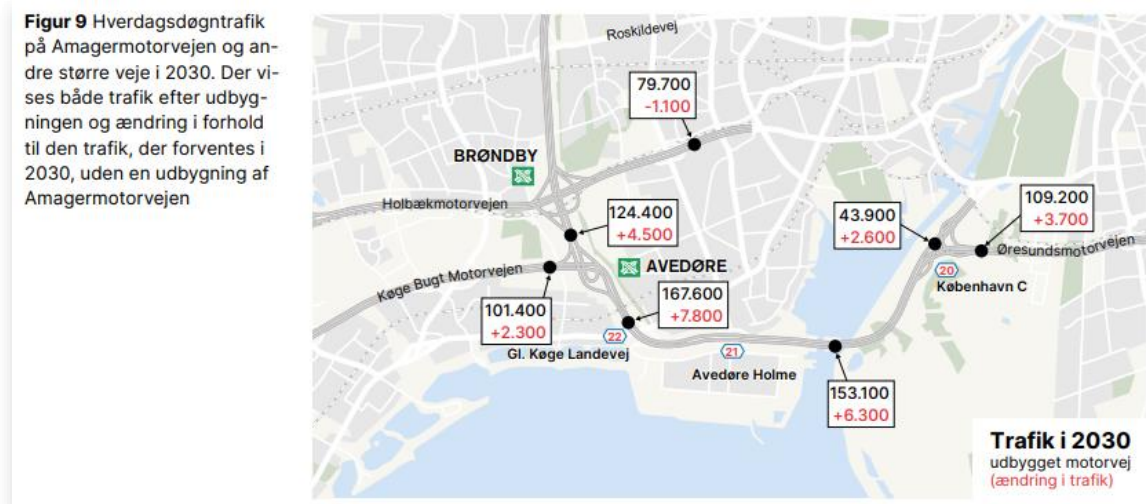 Figur 9 Hverdagsdøgntrafik
på Amagermotorvejen og an-
dre større veje i 2030. Der vi-
ses både trafik efter udbyg-
ningen og ændring i forhold
til den trafik, der forventes i
2030, uden en udbygning af
Amagermotorvejen
Roskildevej
79.700
-1.100
BRØNDBY
Holbækmotorvejen
124.400
+4.500
43.900
+2.600
109.200
+3.700
Øresundsmotorvejen
Køge Bugt Motorvejen
AVEDØRE
20
København C
101.400
+2.300
167.600
+7.800
22
Gl. Køge Landevej
21
Avedøre Holme
153.100
+6.300
Trafik i 2030
udbygget motorvej
(ændring i trafik)